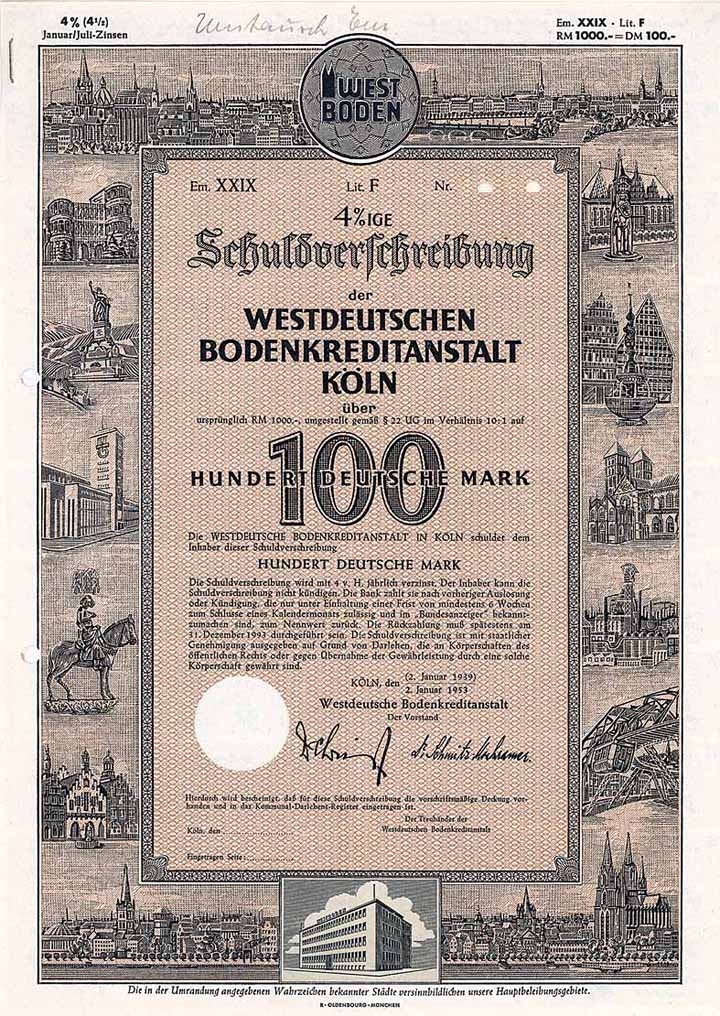 4% (4½)
Januar/Juli-Zinsen
Umtausch Em.
Em. XXIX · Lit. F
RM 1000.- = DM 100.-
WEST
BODEN
Em. XXIX Lit. F Nr.
4%IGE
Schuldverschreibung
der
WESTDEUTSCHEN
BODENKREDITANSTALT
KÖLN
über
ursprünglich RM 1000,-, umgestellt gemäß § 22 UG im Verhältnis 10:1 auf
100
HUNDERT DEUTSCHE MARK
Die WESTDEUTSCHE BODENKREDITANSTALT IN KÖLN schuldet dem
Inhaber dieser Schuldverschreibung
HUNDERT DEUTSCHE MARK
Die Schuldverschreibung wird mit 4 v. H. jährlich verzinst. Der Inhaber kann die
Schuldverschreibung nicht kündigen. Die Bank zahlt sie nach vorheriger Auslosung
oder Kündigung, die nur unter Einhaltung einer Frist von mindestens 6 Wochen
zum Schlusse eines Kalendermonats zulässig und im „Bundesanzeiger“ bekannt-
zumachen sind, zum Nennwert zurück. Die Rückzahlung muß spätestens am
31. Dezember 1993 durchgeführt sein. Die Schuldverschreibung ist mit staatlicher
Genehmigung ausgegeben auf Grund von Darlehen, die an Körperschaften des
öffentlichen Rechts oder gegen Übernahme der Gewährleistung durch eine solche
Körperschaft gewährt sind.
KÖLN, den (2. Januar 1939)
2. Januar 1953
Westdeutsche Bodenkreditanstalt
Der Vorstand
Hierdurch wird bescheinigt, daß für diese Schuldverschreibung die vorschriftsmäßige Deckung vor-
handen und in das Kommunal-Darlehens-Register eingetragen ist.
Köln, den
Der Treuhänder der
Westdeutschen Bodenkreditanstalt
Eingetragen Seite:
Die in der Umrandung angegebenen Wahrzeichen bekannter Städte versinnbildlichen unsere Hauptbeleihungsgebiete.
R · OLDENBOURG · MÜNCHEN